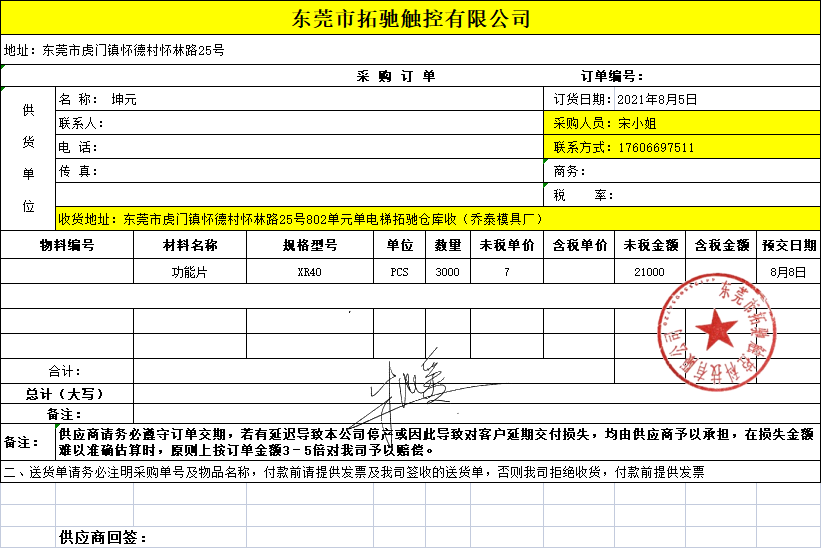 东莞市拓驰触控有限公司
地址：东莞市虎门镇怀德村怀林路25号
采 购 订 单 订单编号：
供货单位
名 称： 坤元 订货日期：2021年8月5日
联系人： 采购人员：宋小姐
电 话： 联系方式：17606697511
传 真： 商务：
税 率：
收货地址：东莞市虎门镇怀德村怀林路25号802单元单电梯拓驰仓库收（乔泰模具厂）
物料编号 材料名称 规格型号 单位 数量 未税单价 含税单价 未税金额 含税金额 预交日期
功能片 XR40 PCS 3000 7 21000 8月8日
东莞市拓驰触控科技有限公司
合计：
总计（大写）
备注：
备注：
供应商请务必遵守订单交期，若有延迟导致本公司停产或因此导致对客户延期交付损失，均由供应商予以承担，在损失金额
难以准确估算时，原则上按订单金额3－5倍对我司予以赔偿。
二、送货单请务必注明采购单号及物品名称，付款前请提供发票及我司签收的送货单，否则我司拒绝收货，付款前提供发票
供应商回签：